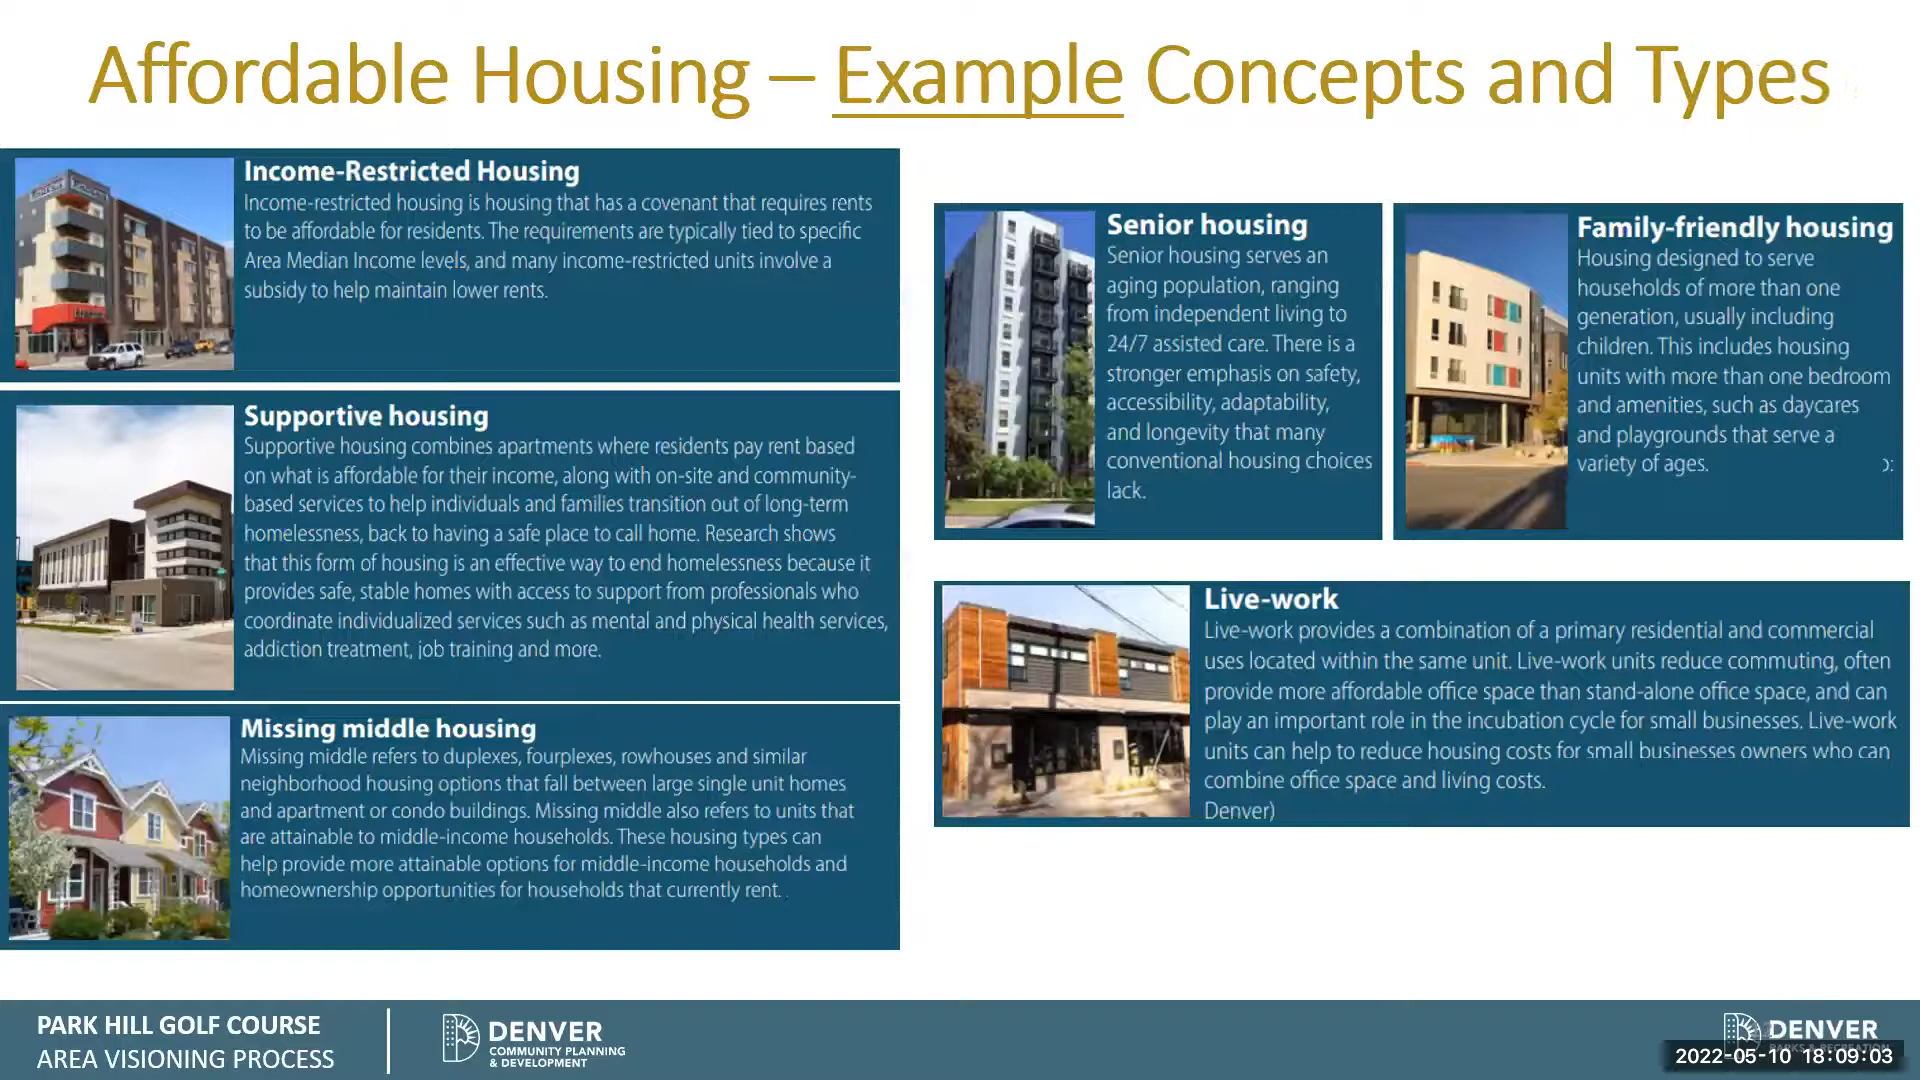 Affordable Housing – Example Concepts and Types
Income-Restricted Housing
Income-restricted housing is housing that has a covenant that requires rents
to be affordable for residents. The requirements are typically tied to specific
Area Median Income levels, and many income-restricted units involve a
subsidy to help maintain lower rents.
Supportive housing
Supportive housing combines apartments where residents pay rent based
on what is affordable for their income, along with on-site and community-
based services to help individuals and families transition out of long-term
homelessness, back to having a safe place to call home. Research shows
that this form of housing is an effective way to end homelessness because it
provides safe, stable homes with access to support from professionals who
coordinate individualized services such as mental and physical health services,
addiction treatment, job training and more.
Missing middle housing
Missing middle refers to duplexes, fourplexes, rowhouses and similar
neighborhood housing options that fall between large single unit homes
and apartment or condo buildings. Missing middle also refers to units that
are attainable to middle-income households. These housing types can
help provide more attainable options for middle-income households and
homeownership opportunities for households that currently rent.
Senior housing
Senior housing serves an
aging population, ranging
from independent living to
24/7 assisted care. There is a
stronger emphasis on safety,
accessibility, adaptability,
and longevity that many
conventional housing choices
lack.
Family-friendly housing
Housing designed to serve
households of more than one
generation, usually including
children. This includes housing
units with more than one bedroom
and amenities, such as daycares
and playgrounds that serve a
variety of ages.
Live-work
Live-work provides a combination of a primary residential and commercial
uses located within the same unit. Live-work units reduce commuting, often
provide more affordable office space than stand-alone office space, and can
play an important role in the incubation cycle for small businesses. Live-work
units can help to reduce housing costs for small businesses owners who can
combine office space and living costs.
Denver)
PARK HILL GOLF COURSE
AREA VISIONING PROCESS
DENVER
COMMUNITY PLANNING
& DEVELOPMENT
DENVER
PARKS & RECREATION
2022-05-10 18:09:03